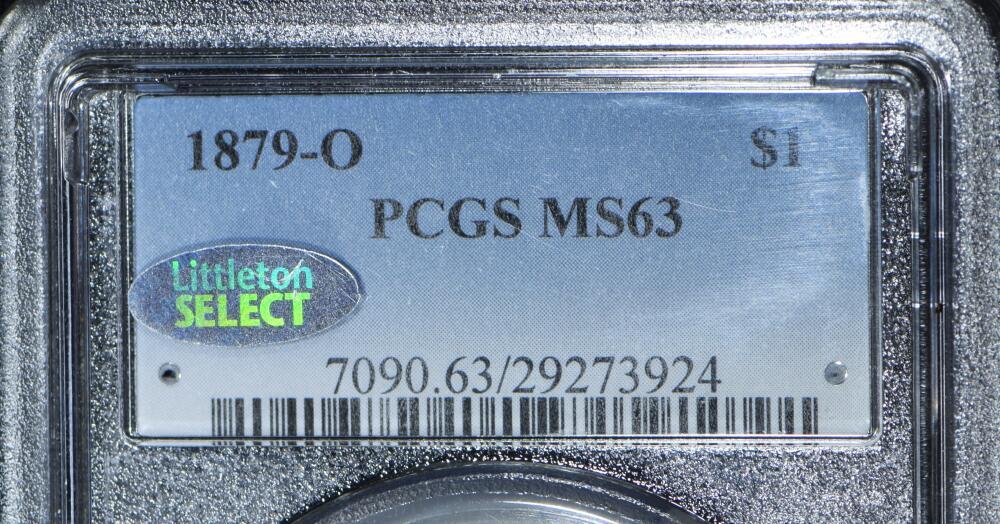 1879-O $1
PCGS MS63
Littleton
SELECT
7090.63/29273924